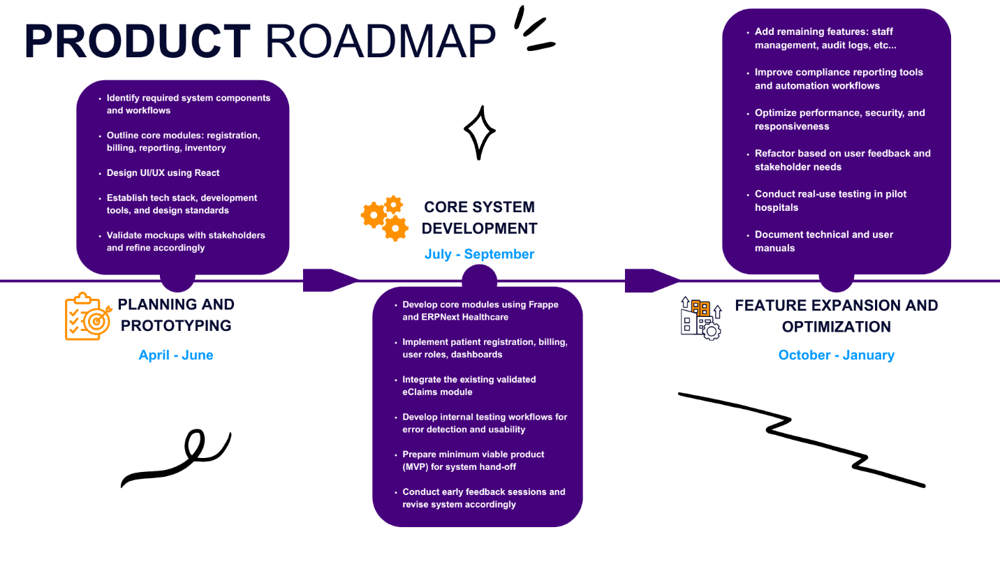 PRODUCT ROADMAP
• Identify required system components
and workflows
• Outline core modules: registration,
billing, reporting, inventory
• Design UI/UX using React
• Establish tech stack, development
tools, and design standards
• Validate mockups with stakeholders
and refine accordingly
PLANNING AND
PROTOTYPING
April - June
CORE SYSTEM
DEVELOPMENT
July - September
• Develop core modules using Frappe
and ERPNext Healthcare
• Implement patient registration, billing,
user roles, dashboards
• Integrate the existing validated
eClaims module
• Develop internal testing workflows for
error detection and usability
• Prepare minimum viable product
(MVP) for system hand-off
• Conduct early feedback sessions and
revise system accordingly
• Add remaining features: staff
management, audit logs, etc...
• Improve compliance reporting tools
and automation workflows
• Optimize performance, security, and
responsiveness
• Refactor based on user feedback and
stakeholder needs
• Conduct real-use testing in pilot
hospitals
• Document technical and user
manuals
FEATURE EXPANSION AND
OPTIMIZATION
October - January